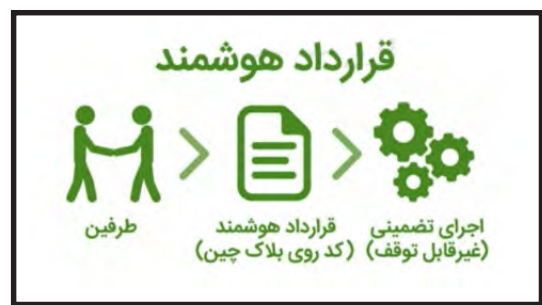 قرارداد هوشمند
طرفین
قرارداد هوشمند
(کد روی بلاک چین)
اجرای تضمینی
(غیرقابل توقف)